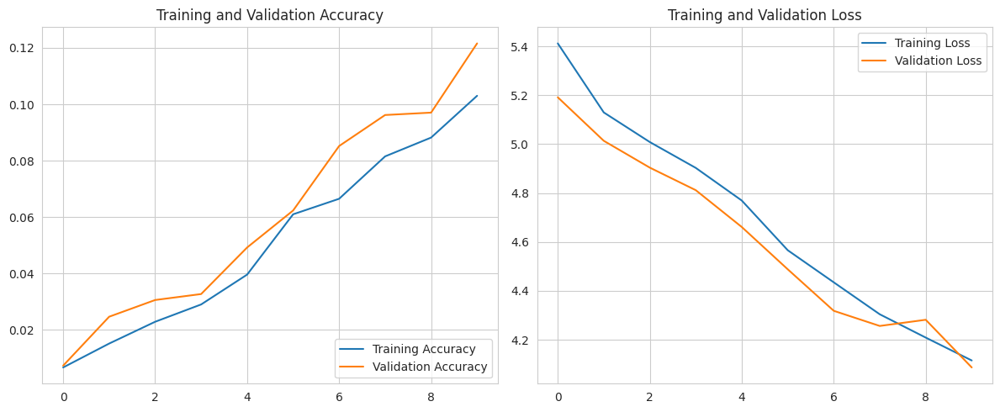 Training and Validation Accuracy
0.12
0.10
0.08
0.06
0.04
0.02
Training Accuracy
Validation Accuracy
0 2 4 6 8
Training and Validation Loss
Training Loss
Validation Loss
5.4
5.2
5.0
4.8
4.6
4.4
4.2
0 2 4 6 8